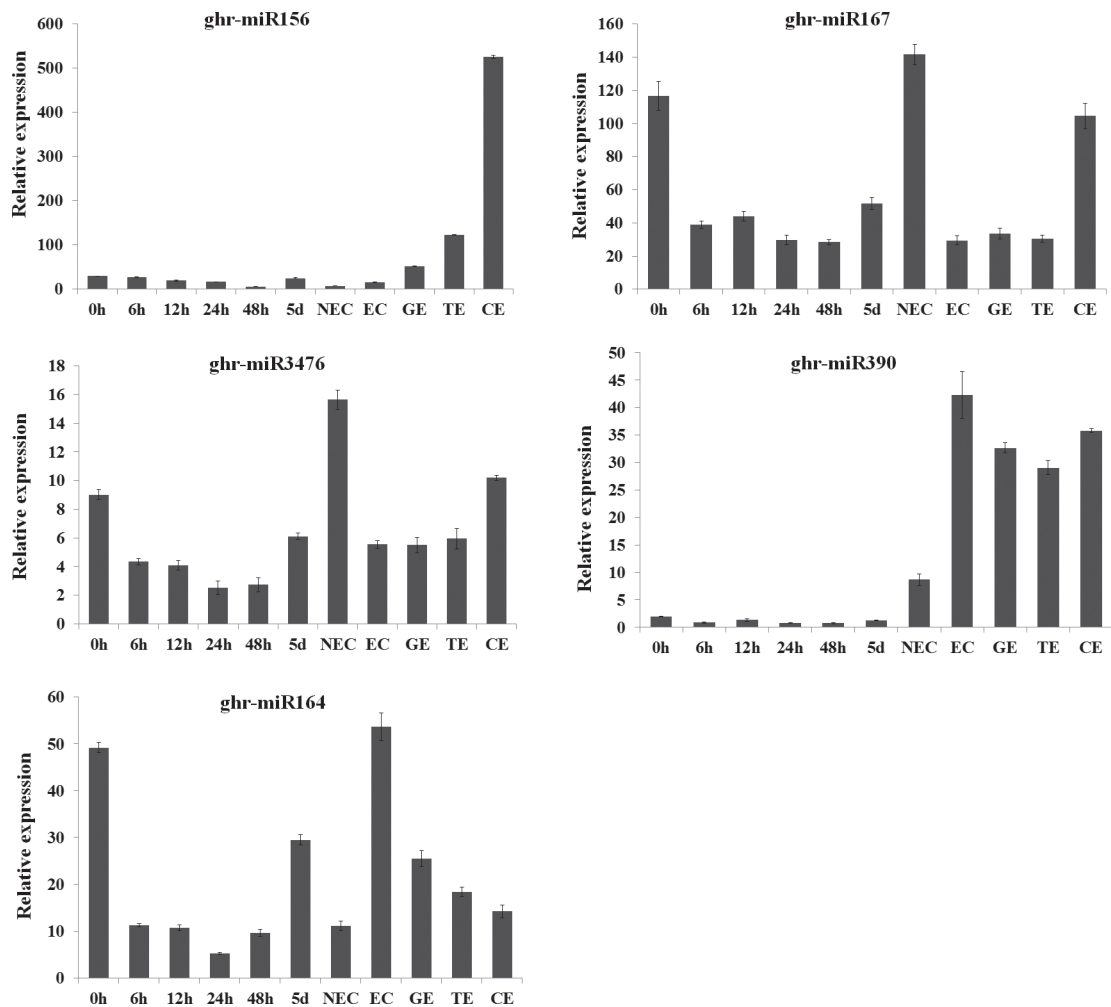 ghr-miR156
Relative expression
600
500
400
300
200
100
0
0h 6h 12h 24h 48h 5d NEC EC GE TE CE
ghr-miR167
Relative expression
160
140
120
100
80
60
40
20
0
0h 6h 12h 24h 48h 5d NEC EC GE TE CE
ghr-miR3476
Relative expression
18
16
14
12
10
8
6
4
2
0
0h 6h 12h 24h 48h 5d NEC EC GE TE CE
ghr-miR390
Relative expression
50
45
40
35
30
25
20
15
10
5
0
0h 6h 12h 24h 48h 5d NEC EC GE TE CE
ghr-miR164
Relative expression
60
50
40
30
20
10
0
0h 6h 12h 24h 48h 5d NEC EC GE TE CE